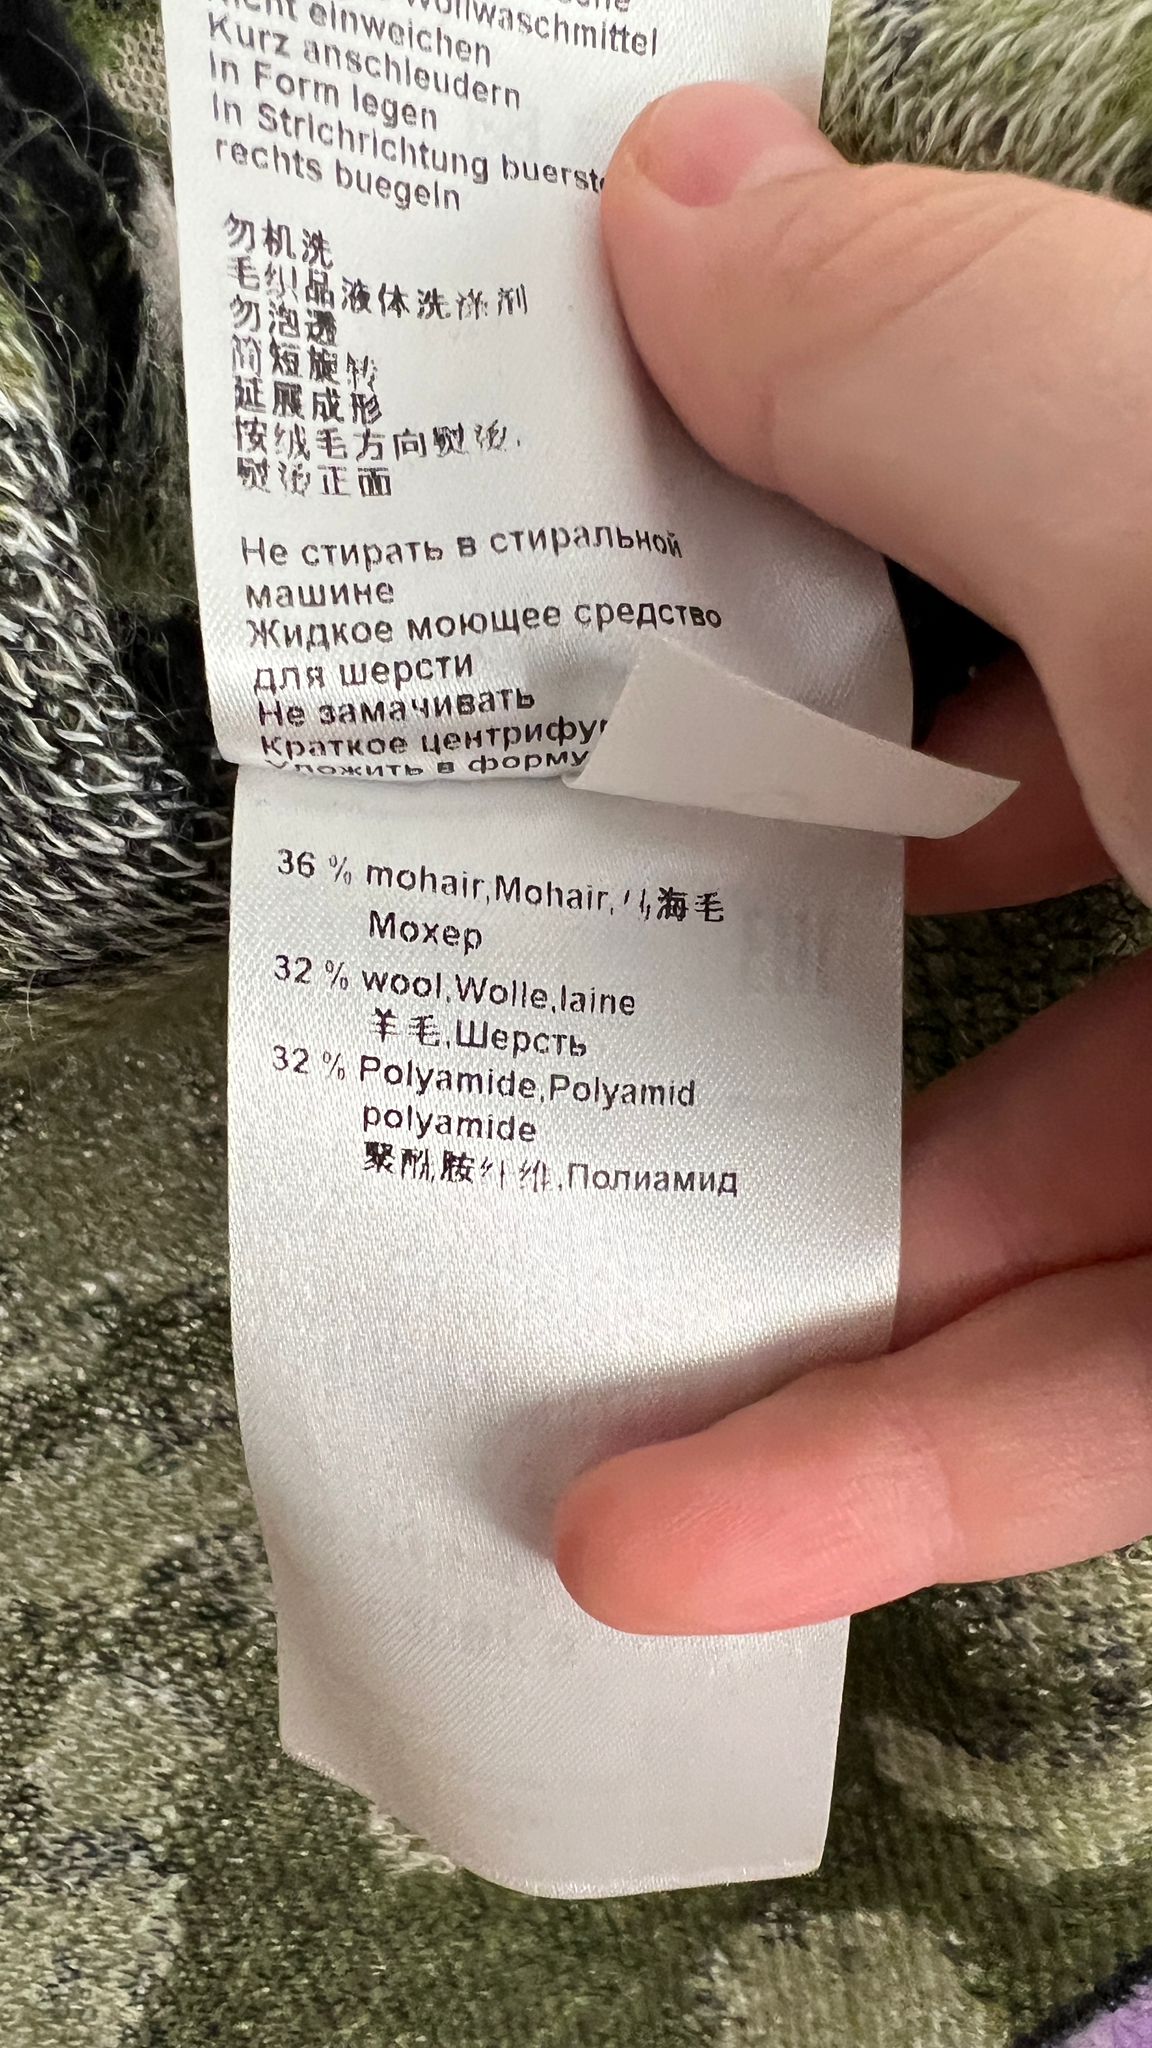 Wollwaschmittel
einweichen
Kurz anschleudern
In Form legen
In Strichrichtung
rechts buegeln
勿机洗
毛织品液体洗涤剂
勿泡透
简短旋转
延展成形
按绒毛方向熨烫.
熨烫正面
Не стирать в стиральной
машине
Жидкое моющее средство
для шерсти
Не замачивать
Краткое
Уложить в форму
36 % mohair,Mohair, 海毛
Мохер
32 % wool,Wolle,laine
羊毛,Шерсть
32 % Polyamide,Polyamid
polyamide
聚酰胺纤维,Полиамид